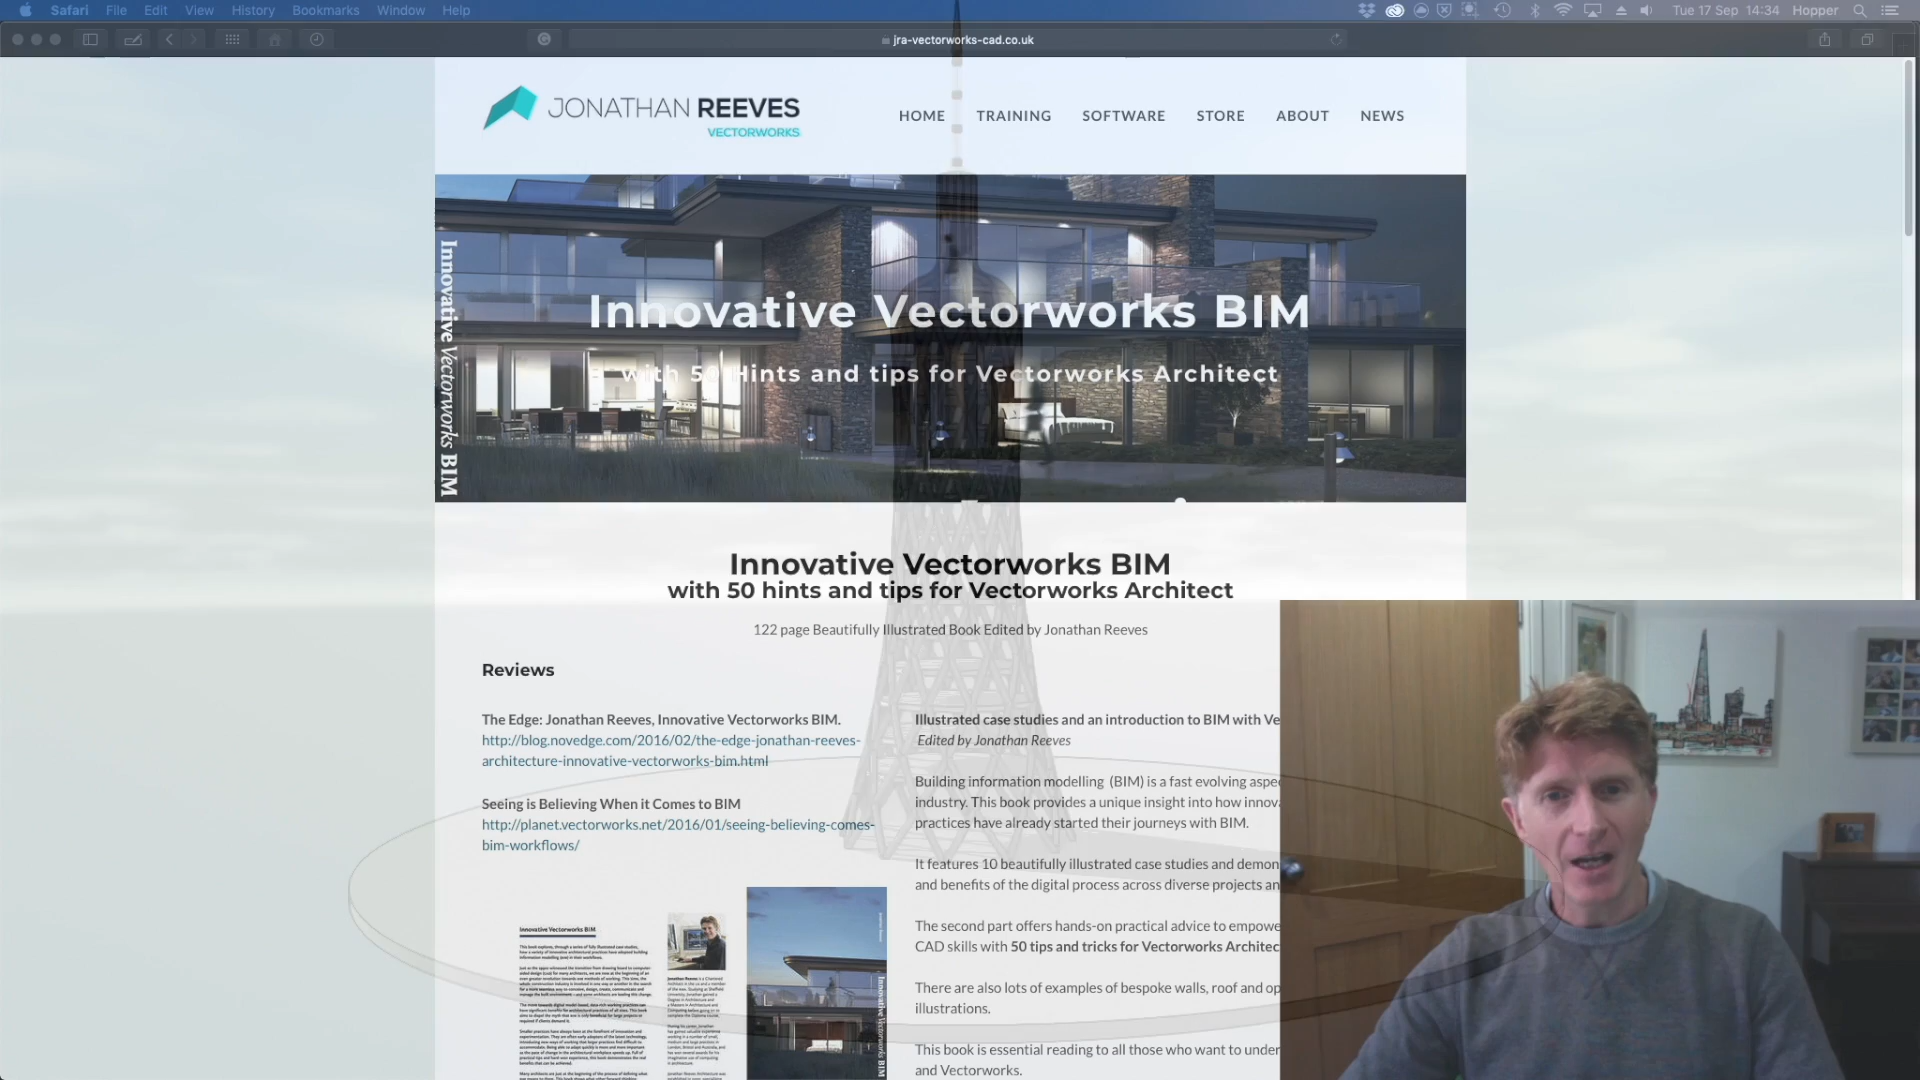 Safari File Edit View History Bookmarks Window Help Tue 17 Sep 14:34 Hopper
jra-vectorworks-cad.co.uk
JONATHAN REEVES
VECTORWORKS
HOME TRAINING SOFTWARE STORE ABOUT NEWS
Innovative Vectorworks BIM
Innovative Vectorworks BIM
with 50 Hints and tips for Vectorworks Architect
Innovative Vectorworks BIM
with 50 hints and tips for Vectorworks Architect
122 page Beautifully Illustrated Book Edited by Jonathan Reeves
Reviews
The Edge: Jonathan Reeves, Innovative Vectorworks BIM.
http://blog.novedge.com/2016/02/the-edge-jonathan-reeves-
architecture-innovative-vectorworks-bim.html
Seeing is Believing When it Comes to BIM
http://planet.vectorworks.net/2016/01/seeing-believing-comes-
bim-workflows/
Illustrated case studies and an introduction to BIM with Ve
Edited by Jonathan Reeves
Building information modelling (BIM) is a fast evolving aspe
industry. This book provides a unique insight into how innov
practices have already started their journeys with BIM.
It features 10 beautifully illustrated case studies and demon
and benefits of the digital process across diverse projects an
The second part offers hands-on practical advice to empowe
CAD skills with 50 tips and tricks for Vectorworks Architec
There are also lots of examples of bespoke walls, roof and op
illustrations.
This book is essential reading to all those who want to under
and Vectorworks.
Innovative Vectorworks BIM
Innovative Vectorworks BIM